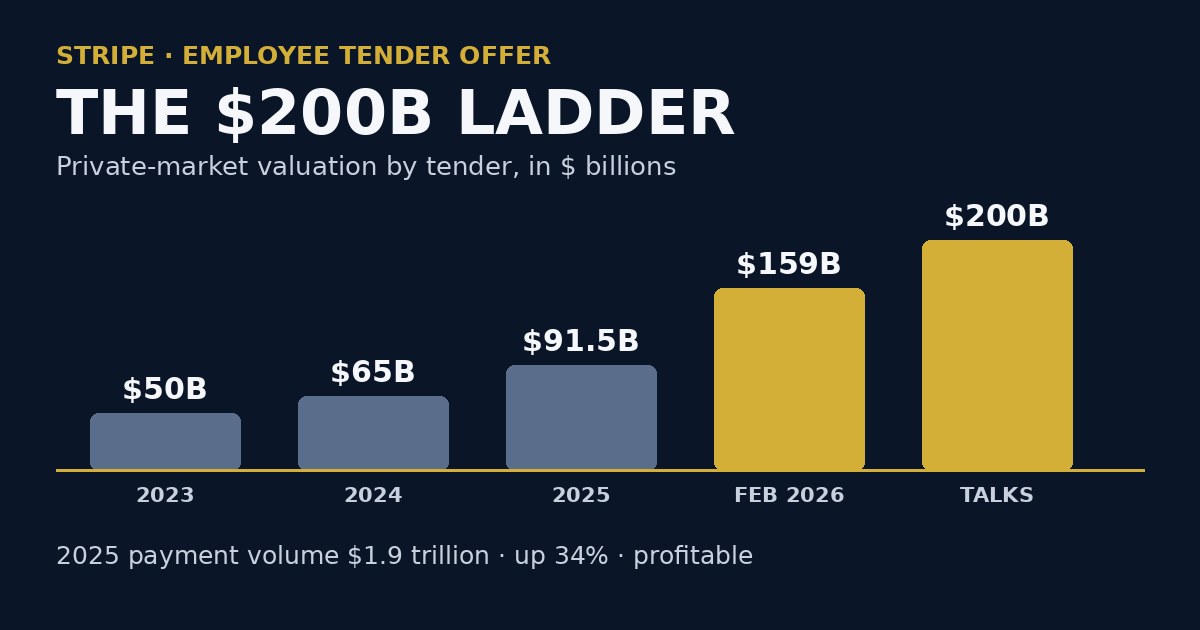 STRIPE · EMPLOYEE TENDER OFFER
THE $200B LADDER
Private-market valuation by tender, in $ billions
$50B
$65B
$91.5B
$159B
$200B
2023
2024
2025
FEB 2026
TALKS
2025 payment volume $1.9 trillion · up 34% · profitable